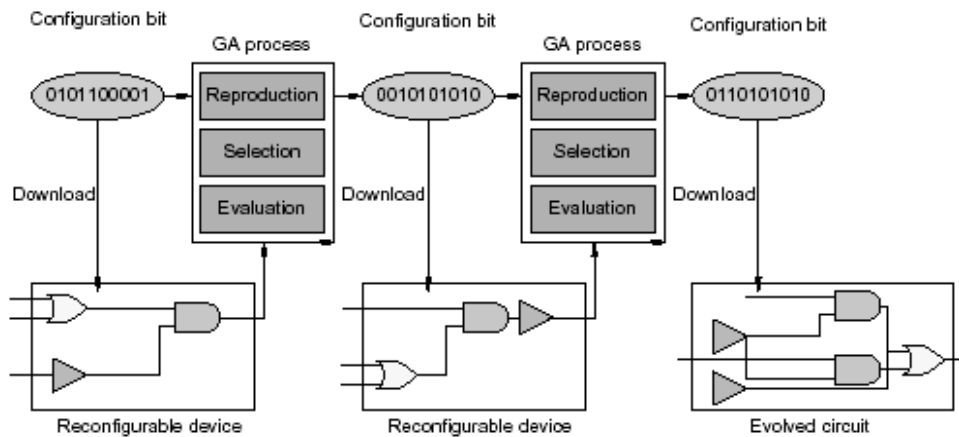 Configuration bit
GA process
Configuration bit
GA process
Configuration bit
0101100001
Reproduction
0010101010
Reproduction
0110101010
Selection
Selection
Download
Download
Download
Evaluation
Evaluation
Reconfigurable device
Reconfigurable device
Evolved circuit